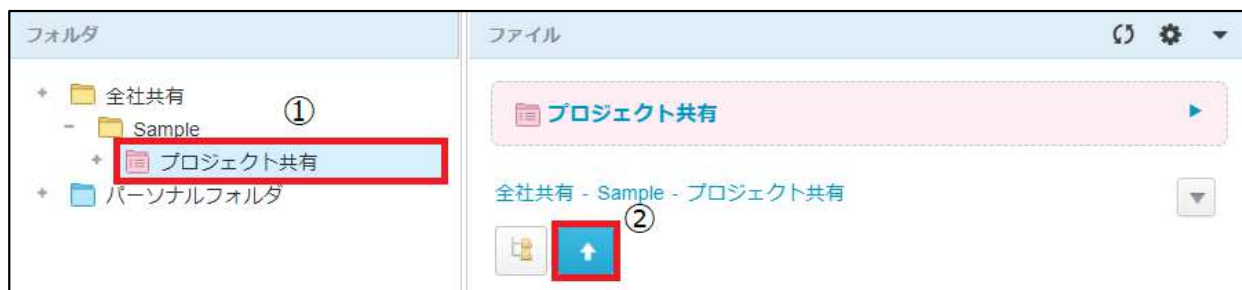 フォルダ
全社共有
①
Sample
プロジェクト共有
パーソナルフォルダ
ファイル
プロジェクト共有
全社共有 - Sample - プロジェクト共有
②